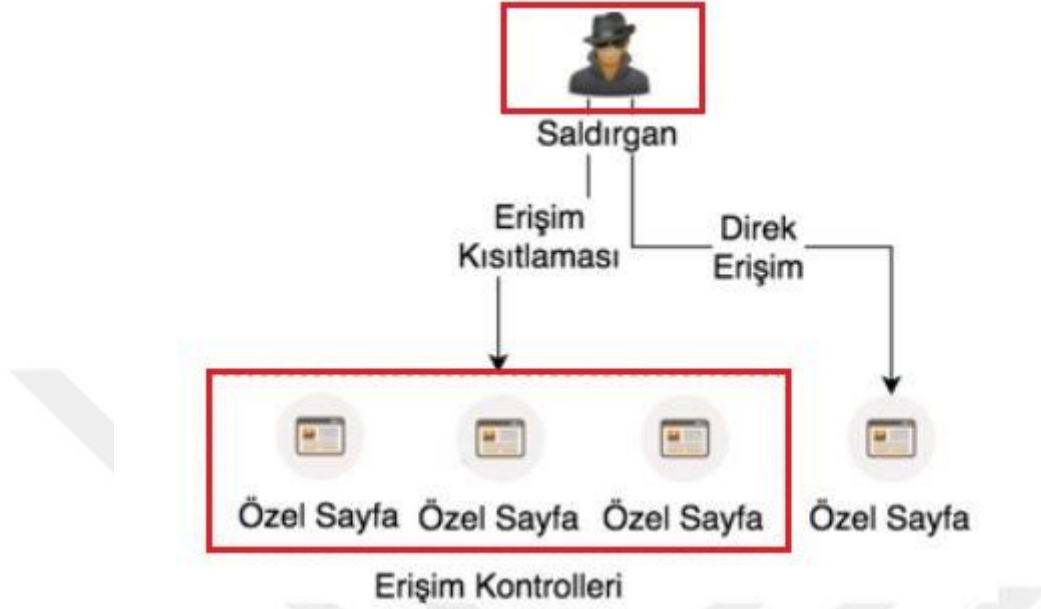 Saldırgan
Erişim
Kısıtlaması
Direk
Erişim
Özel Sayfa Özel Sayfa Özel Sayfa Özel Sayfa
Erişim Kontrolleri